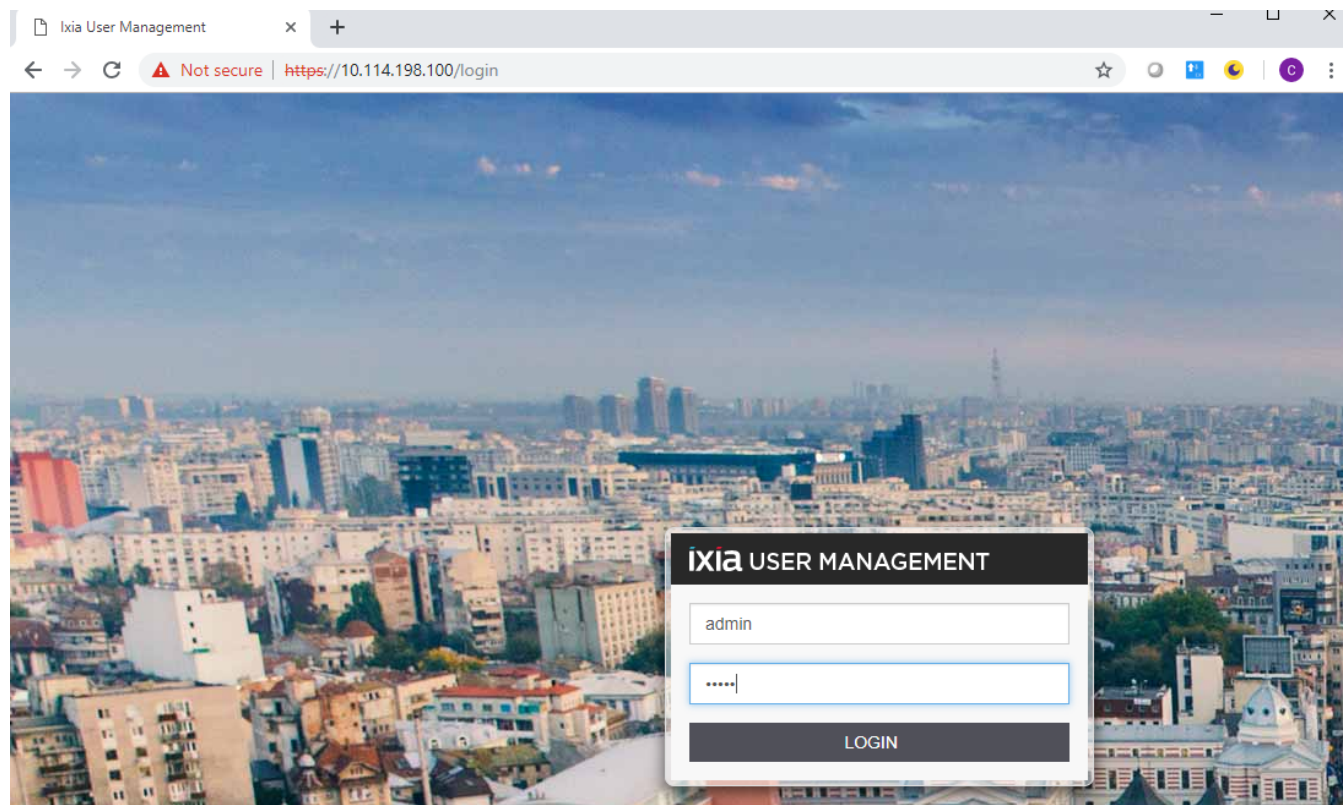 Ixia User Management
Not secure | https://10.114.198.100/login
C
ixia USER MANAGEMENT
admin
•••••
LOGIN